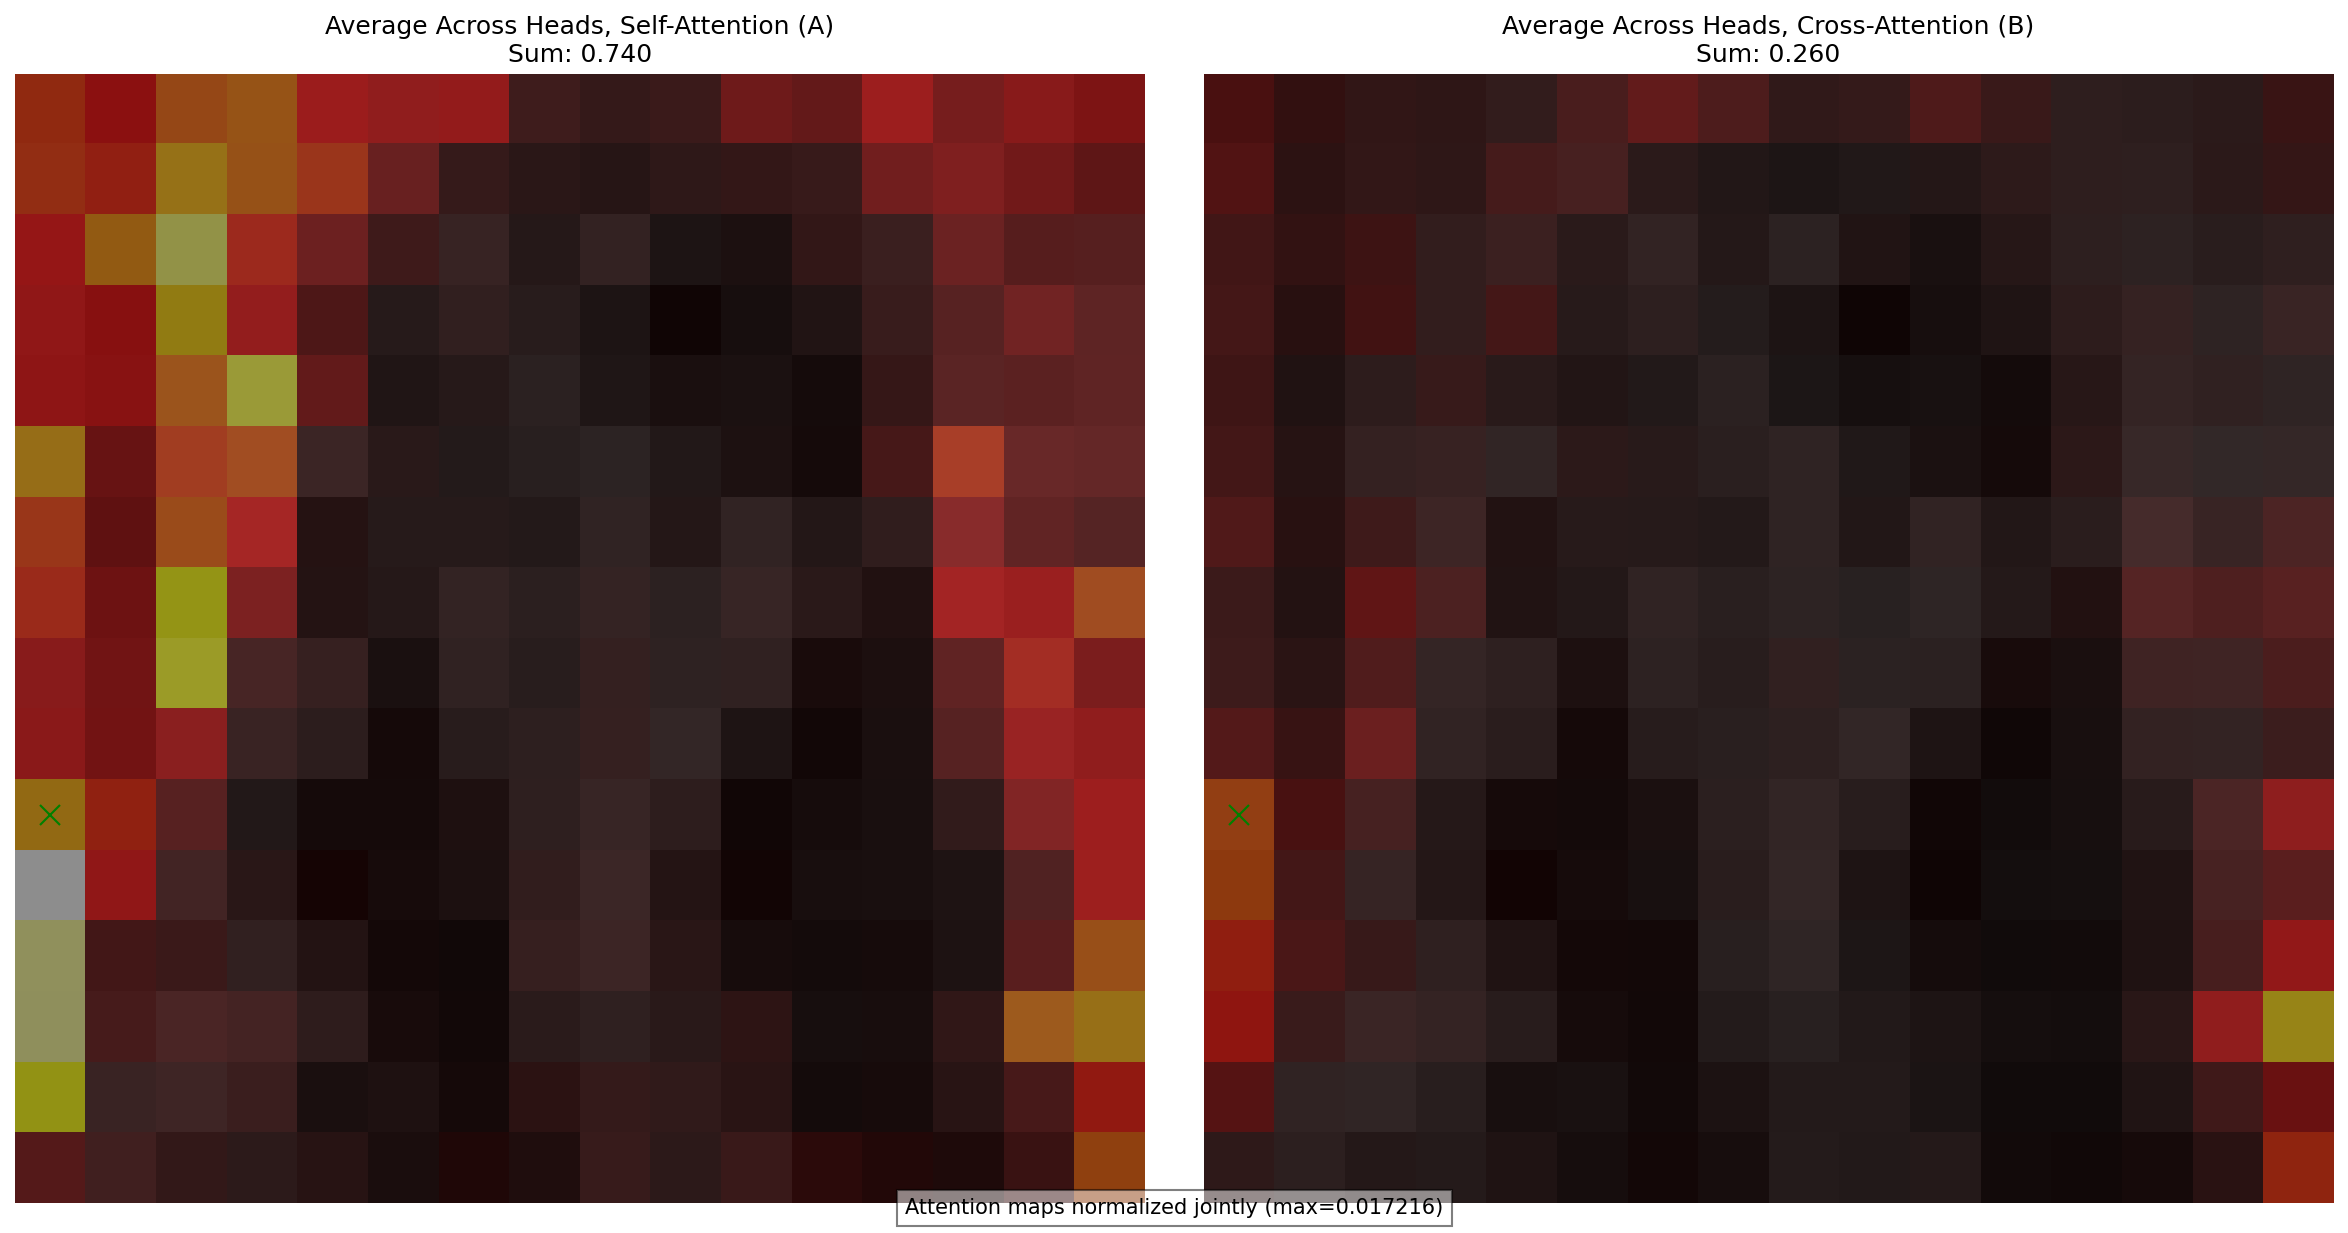 Average Across Heads, Self-Attention (A)
Sum: 0.740
Average Across Heads, Cross-Attention (B)
Sum: 0.260
Attention maps normalized jointly (max=0.017216)